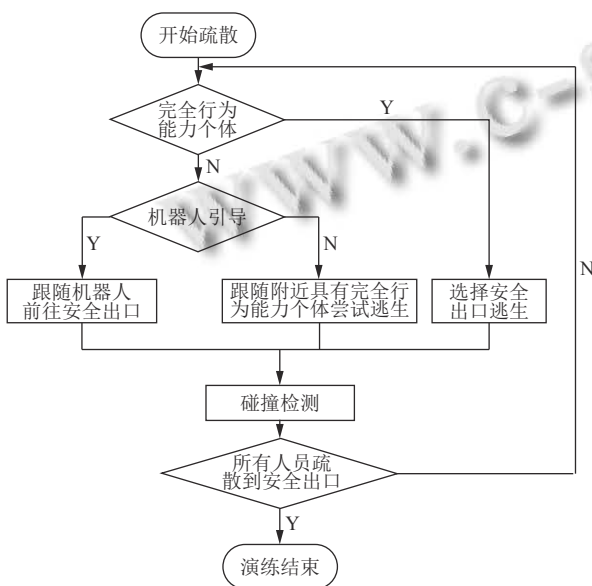 开始疏散
完全行为
能力个体
Y
N
机器人引导
Y
N
N
跟随机器人
前往安全出口
跟随附近具有完全行
为能力个体尝试逃生
选择安全
出口逃生
碰撞检测
所有人员疏
散到安全出口
Y
演练结束
www.c-s